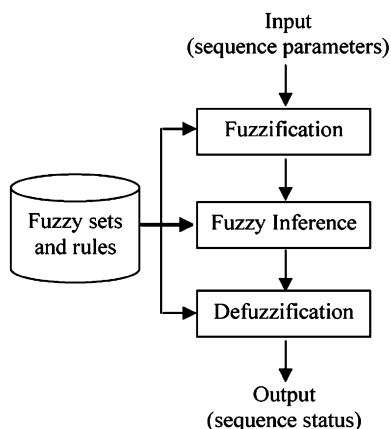 Input
(sequence parameters)
Fuzzification
Fuzzy sets
and rules
Fuzzy Inference
Defuzzification
Output
(sequence status)